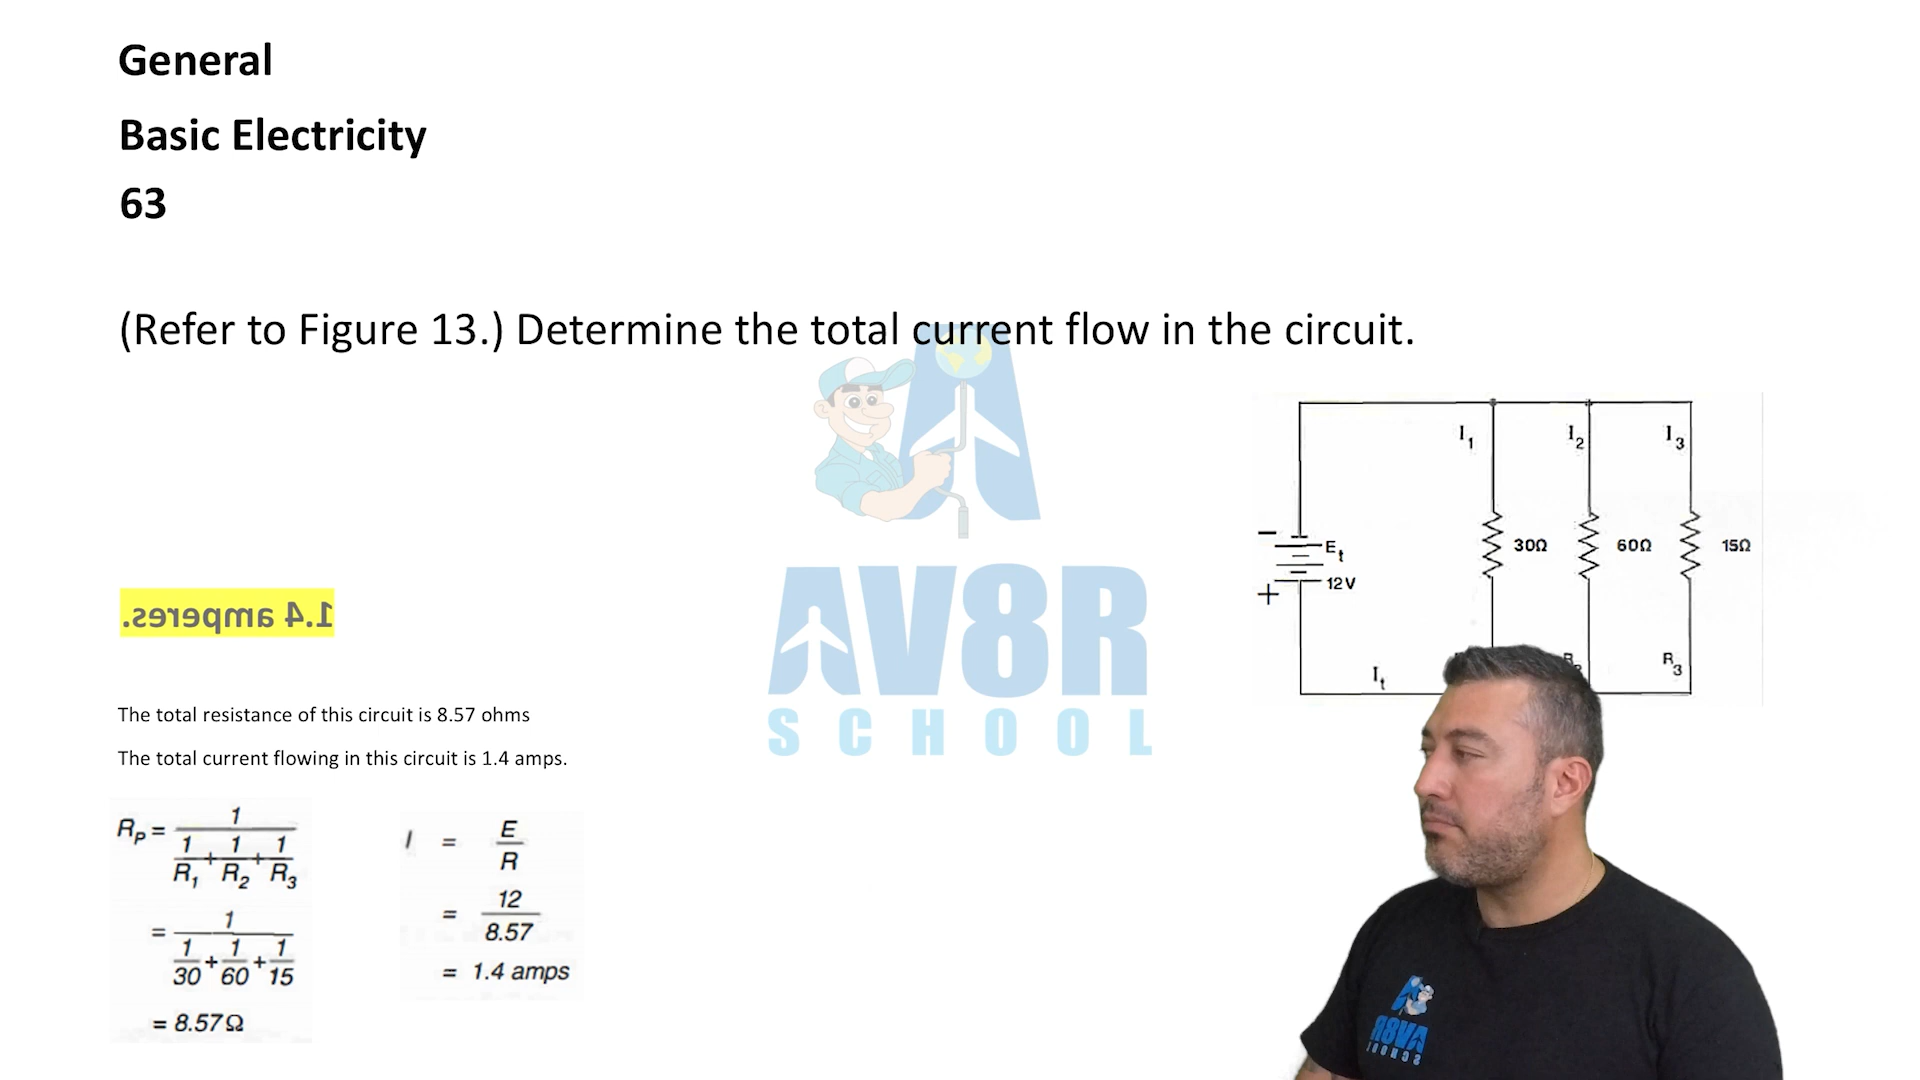 General
Basic Electricity
63
(Refer to Figure 13.) Determine the total current flow in the circuit.
I1 I2 I3
−
Et
30Ω 60Ω 15Ω
12V
+
1.4 amperes.
It
R3
AV8R
SCHOOL
The total resistance of this circuit is 8.57 ohms
The total current flowing in this circuit is 1.4 amps.
Rp = 1 / (1/R1 + 1/R2 + 1/R3)
= 1 / (1/30 + 1/60 + 1/15)
= 8.57Ω
I = E/R
= 12/8.57
= 1.4 amps
AV8R
SCHOOL